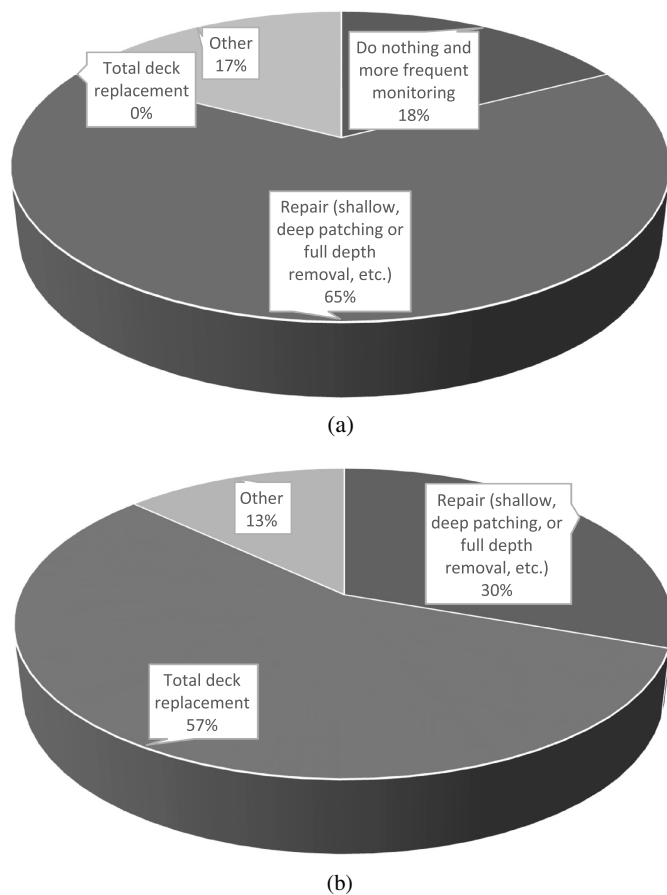 Other
17%
Do nothing and
more frequent
monitoring
18%
Total deck
replacement
0%
Repair (shallow,
deep patching or
full depth
removal, etc.)
65%
(a)
Other
13%
Repair (shallow,
deep patching, or
full depth
removal, etc.)
30%
Total deck
replacement
57%
(b)